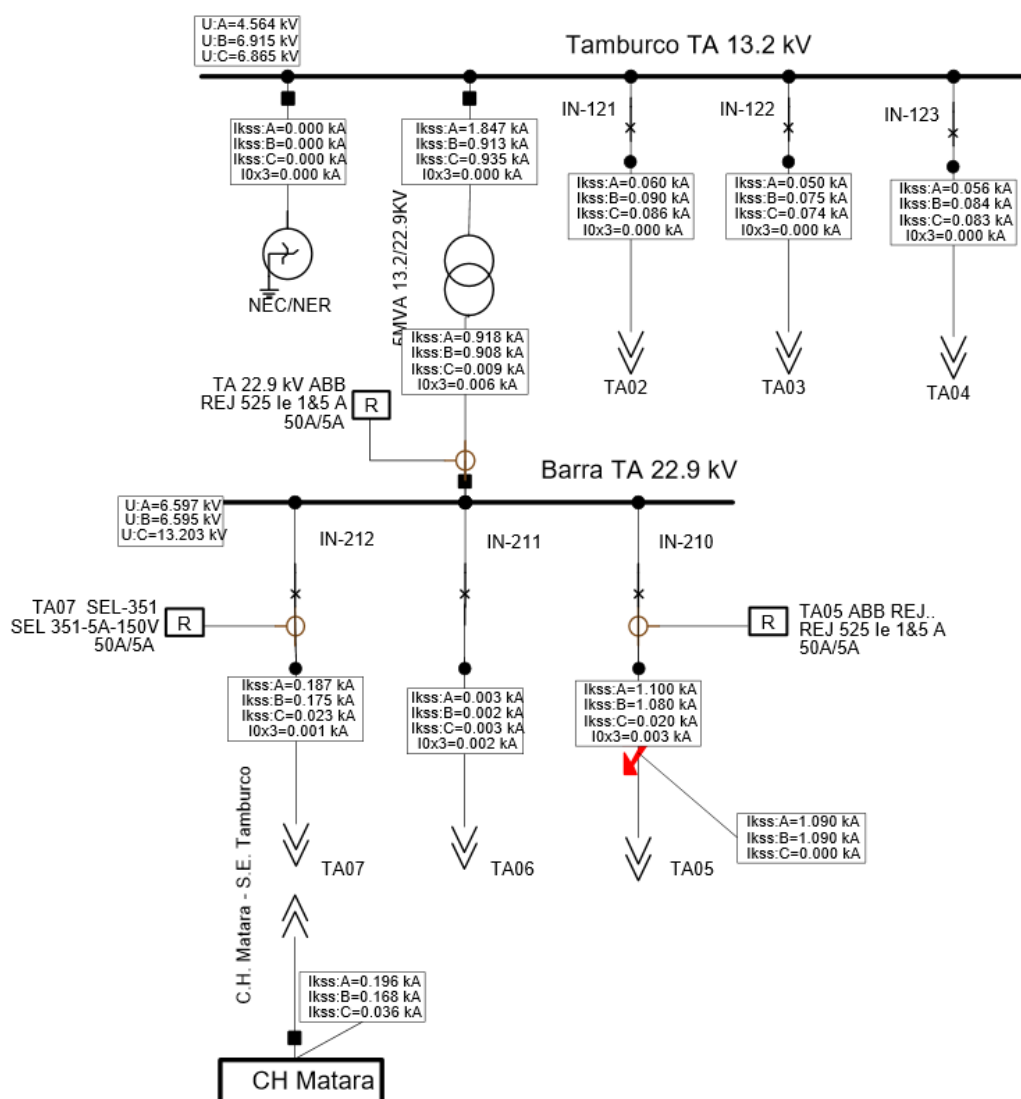 U:A=4.564 kV
U:B=6.915 kV
U:C=6.865 kV
Tamburco TA 13.2 kV
IN-121
IN-122
IN-123
Ikss:A=0.000 kA
Ikss:B=0.000 kA
Ikss:C=0.000 kA
I0x3=0.000 kA
Ikss:A=1.847 kA
Ikss:B=0.913 kA
Ikss:C=0.935 kA
I0x3=0.000 kA
Ikss:A=0.060 kA
Ikss:B=0.090 kA
Ikss:C=0.086 kA
I0x3=0.000 kA
Ikss:A=0.050 kA
Ikss:B=0.075 kA
Ikss:C=0.074 kA
I0x3=0.000 kA
Ikss:A=0.056 kA
Ikss:B=0.084 kA
Ikss:C=0.083 kA
I0x3=0.000 kA
NEC/NER
5MVA 13.2/22.9KV
Ikss:A=0.918 kA
Ikss:B=0.908 kA
Ikss:C=0.009 kA
I0x3=0.006 kA
TA02
TA03
TA04
TA 22.9 kV ABB
REJ 525 Ie 1&5 A
50A/5A
R
Barra TA 22.9 kV
U:A=6.597 kV
U:B=6.595 kV
U:C=13.203 kV
IN-212
IN-211
IN-210
TA07 SEL-351
SEL 351-5A-150V
50A/5A
R
R
TA05 ABB REJ..
REJ 525 Ie 1&5 A
50A/5A
Ikss:A=0.187 kA
Ikss:B=0.175 kA
Ikss:C=0.023 kA
I0x3=0.001 kA
Ikss:A=0.003 kA
Ikss:B=0.002 kA
Ikss:C=0.003 kA
I0x3=0.002 kA
Ikss:A=1.100 kA
Ikss:B=1.080 kA
Ikss:C=0.020 kA
I0x3=0.003 kA
Ikss:A=1.090 kA
Ikss:B=1.090 kA
Ikss:C=0.000 kA
TA07
TA06
TA05
C.H. Matara - S.E. Tamburco
Ikss:A=0.196 kA
Ikss:B=0.168 kA
Ikss:C=0.036 kA
CH Matara